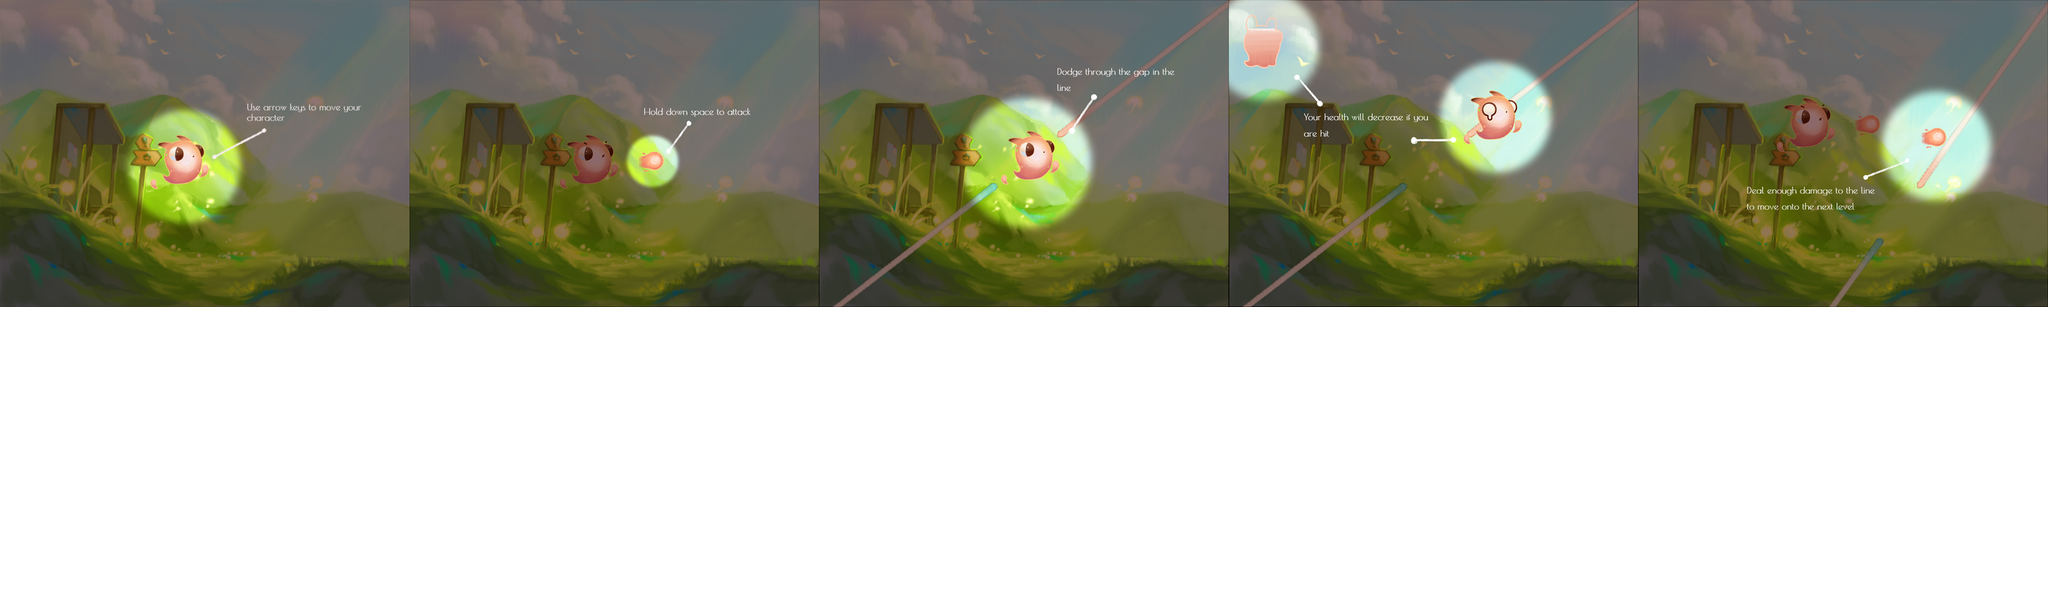 Use arrow keys to move your
character
Hold down space to attack
Dodge through the gap in the
line
Your health will decrease if you
are hit
Deal enough damage to the line
to move onto the next level